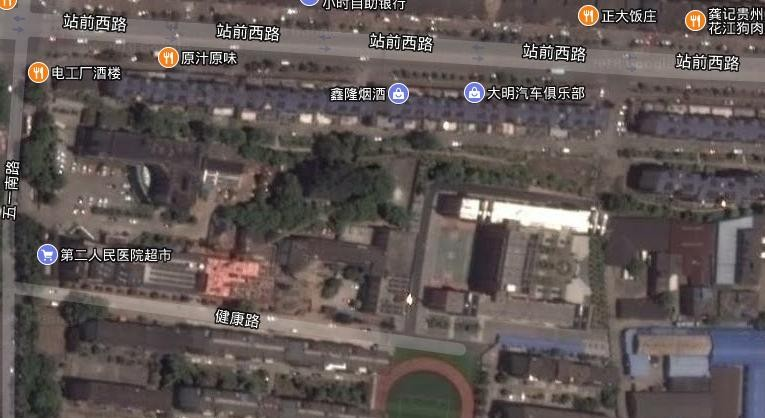 小时自助银行
站前西路
站前西路
站前西路
站前西路
站前西路
正大饭庄
龚记贵州
花江狗肉
原汁原味
电工厂酒楼
鑫隆烟酒
大明汽车俱乐部
五一南路
第二人民医院超市
健康路